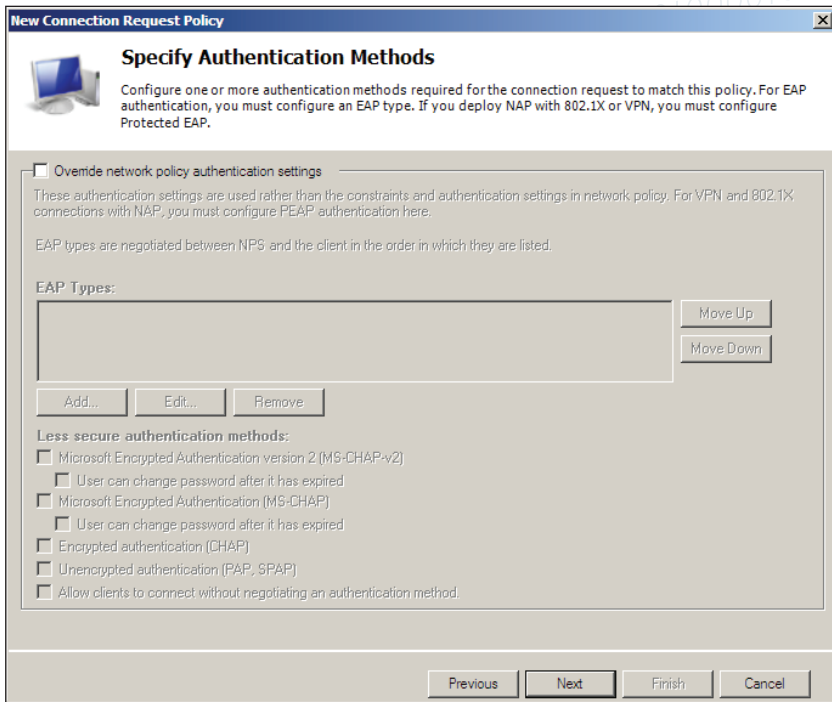 New Connection Request Policy
Specify Authentication Methods
Configure one or more authentication methods required for the connection request to match this policy. For EAP
authentication, you must configure an EAP type. If you deploy NAP with 802.1X or VPN, you must configure
Protected EAP.
Override network policy authentication settings
These authentication settings are used rather than the constraints and authentication settings in network policy. For VPN and 802.1X
connections with NAP, you must configure PEAP authentication here.
EAP types are negotiated between NPS and the client in the order in which they are listed.
EAP Types:
Move Up
Move Down
Add...
Edit...
Remove
Less secure authentication methods:
Microsoft Encrypted Authentication version 2 (MS-CHAP-v2)
User can change password after it has expired
Microsoft Encrypted Authentication (MS-CHAP)
User can change password after it has expired
Encrypted authentication (CHAP)
Unencrypted authentication (PAP, SPAP)
Allow clients to connect without negotiating an authentication method.
Previous
Next
Finish
Cancel